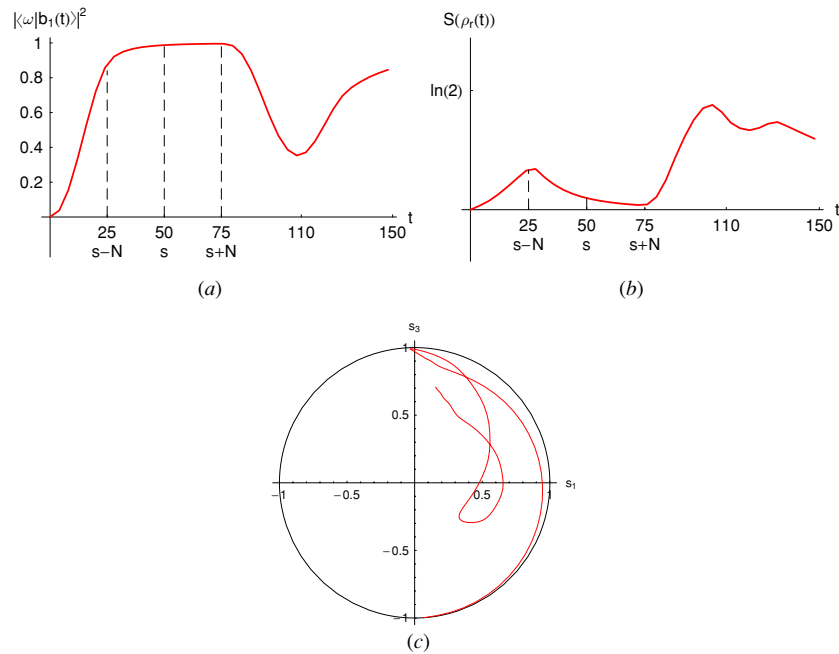 |⟨ω|b₁(t)⟩|²
1
0.8
0.6
0.4
0.2
25 50 75 110 150 t
s−N s s+N
(a)
S(ρᵣ(t))
ln(2)
25 50 75 110 150 t
s−N s s+N
(b)
s₃
1
0.5
−1 −0.5 0.5 1 s₁
−0.5
−1
(c)